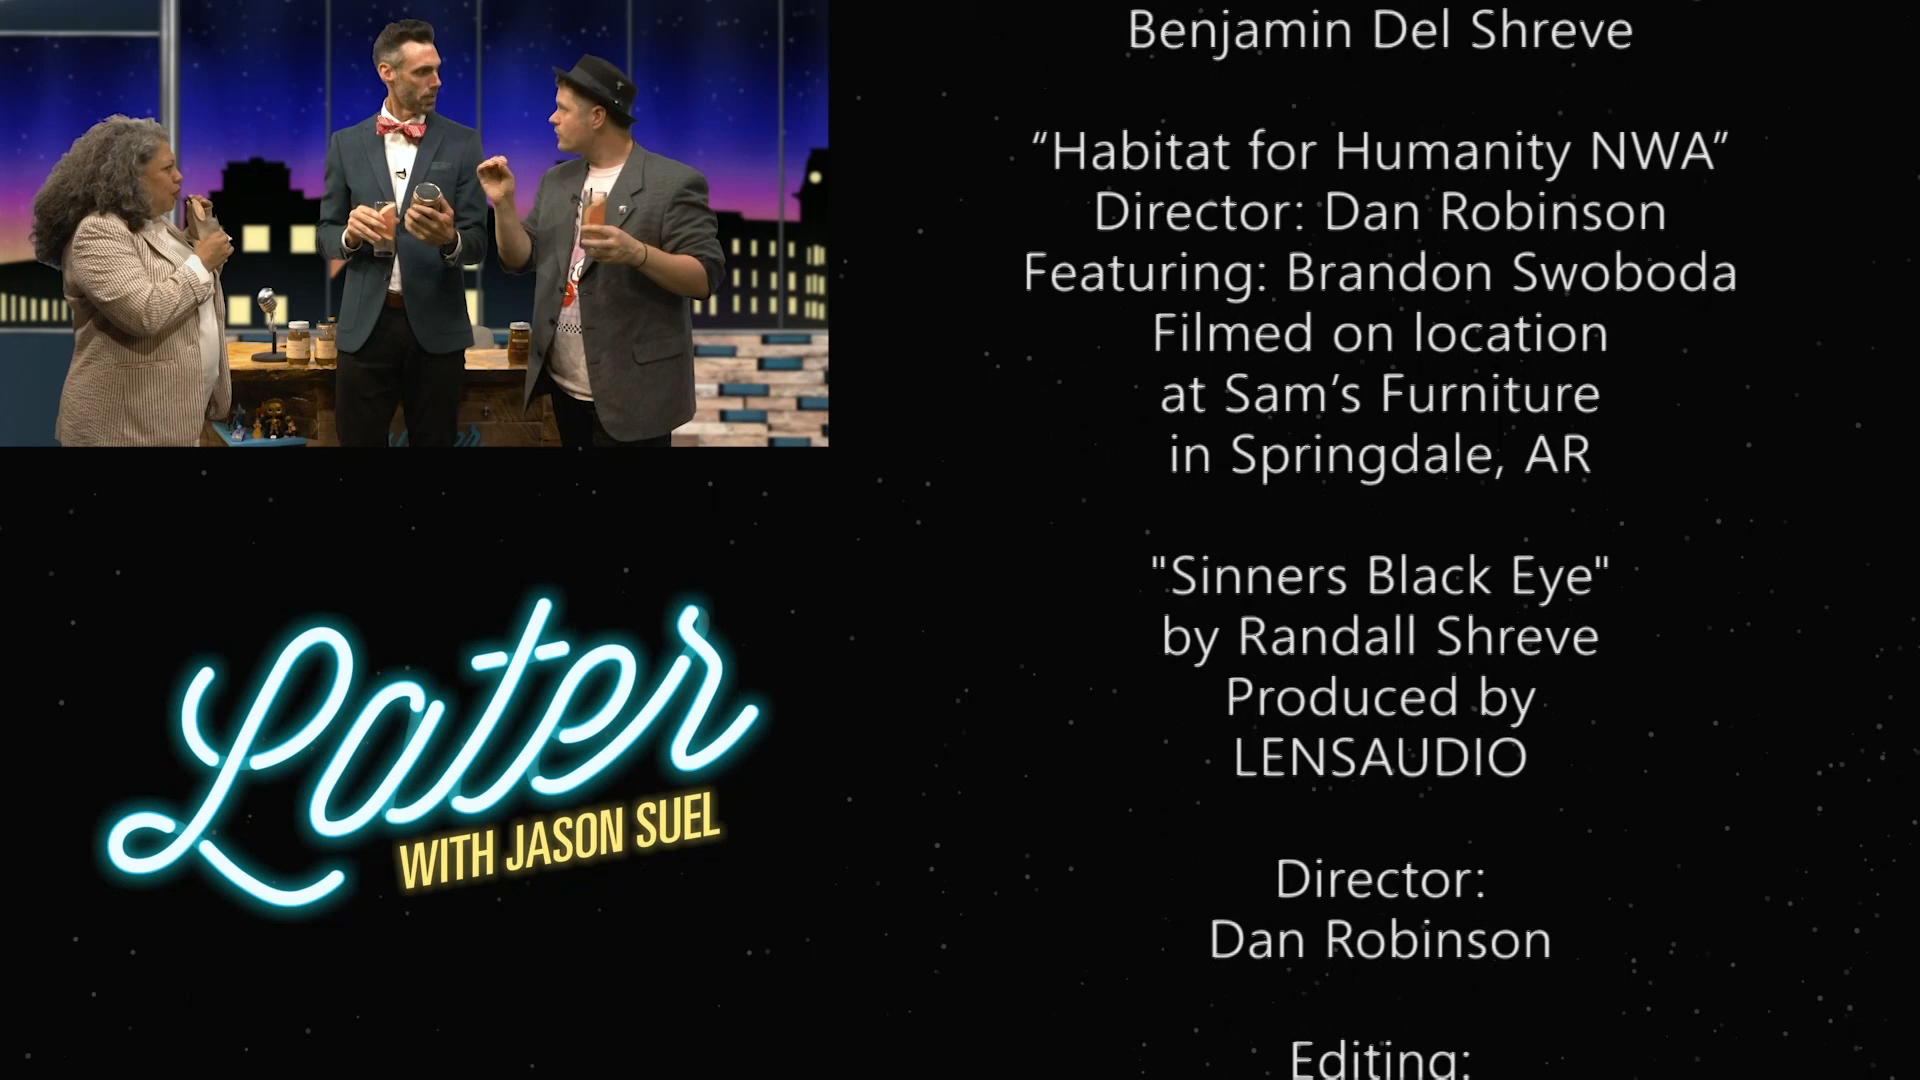 Benjamin Del Shreve
“Habitat for Humanity NWA”
Director: Dan Robinson
Featuring: Brandon Swoboda
Filmed on location
at Sam’s Furniture
in Springdale, AR
"Sinners Black Eye"
by Randall Shreve
Produced by
LENSAUDIO
Director:
Dan Robinson
Editing:
Later
WITH JASON SUEL